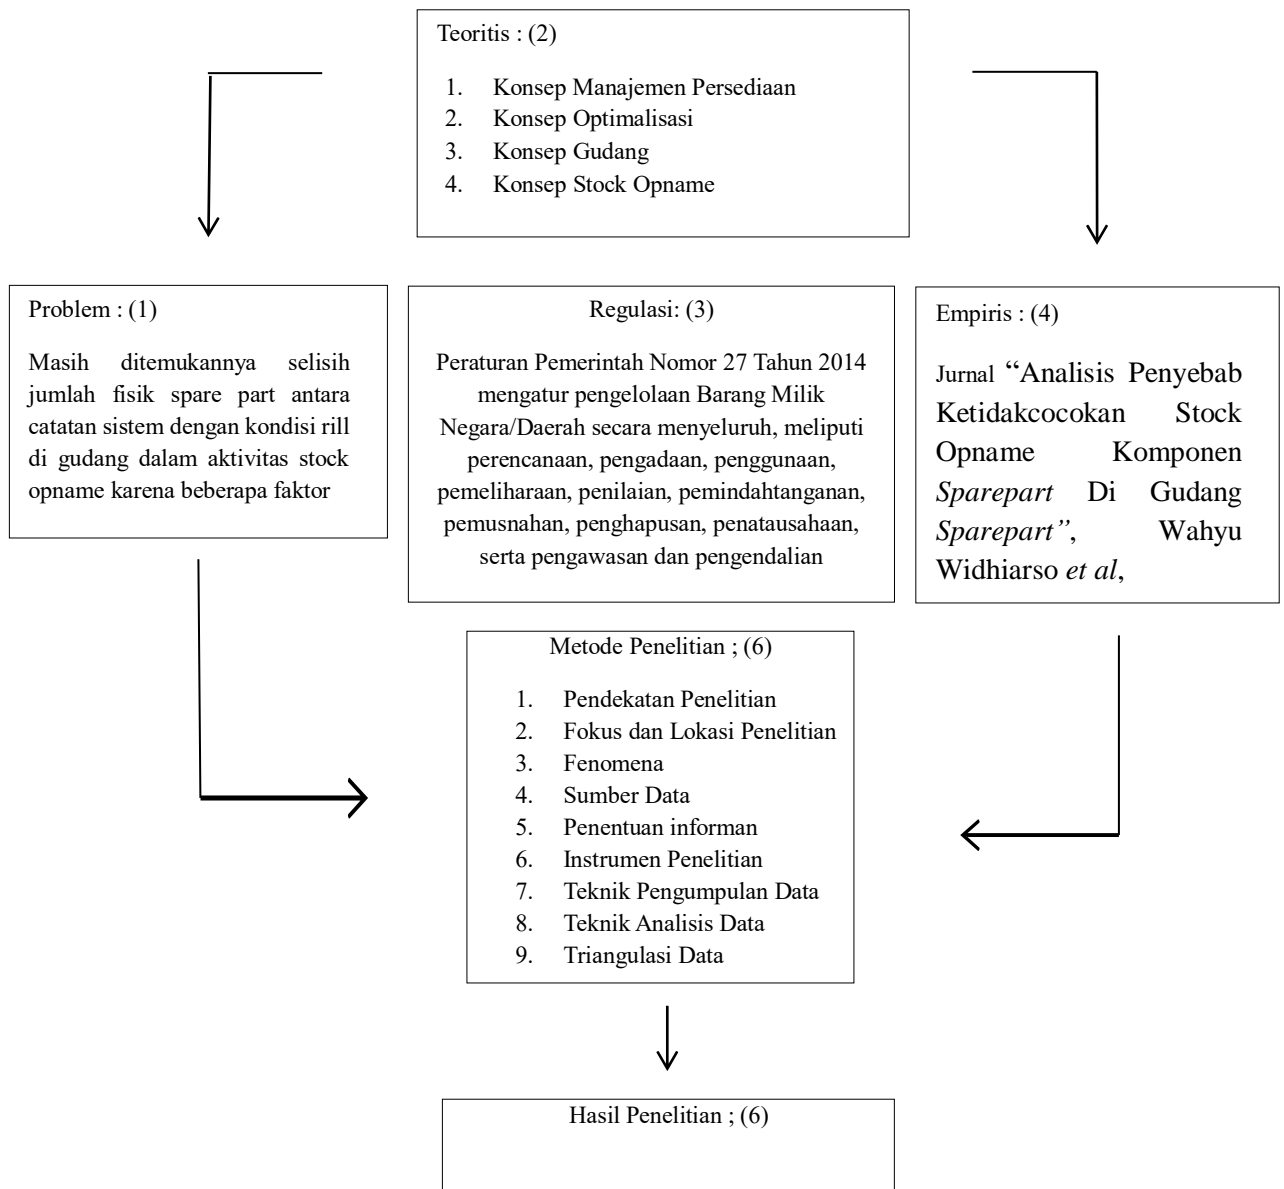 Teoritis : (2)
1. Konsep Manajemen Persediaan
2. Konsep Optimalisasi
3. Konsep Gudang
4. Konsep Stock Opname
Problem : (1)
Masih ditemukannya selisih
jumlah fisik spare part antara
catatan sistem dengan kondisi rill
di gudang dalam aktivitas stock
opname karena beberapa faktor
Regulasi: (3)
Peraturan Pemerintah Nomor 27 Tahun 2014
mengatur pengelolaan Barang Milik
Negara/Daerah secara menyeluruh, meliputi
perencanaan, pengadaan, penggunaan,
pemeliharaan, penilaian, pemindahtanganan,
pemusnahan, penghapusan, penatausahaan,
serta pengawasan dan pengendalian
Empiris : (4)
Jurnal “Analisis Penyebab
Ketidakcocokan Stock
Opname Komponen
Sparepart Di Gudang
Sparepart”, Wahyu
Widhiarso et al,
Metode Penelitian ; (6)
1. Pendekatan Penelitian
2. Fokus dan Lokasi Penelitian
3. Fenomena
4. Sumber Data
5. Penentuan informan
6. Instrumen Penelitian
7. Teknik Pengumpulan Data
8. Teknik Analisis Data
9. Triangulasi Data
Hasil Penelitian ; (6)